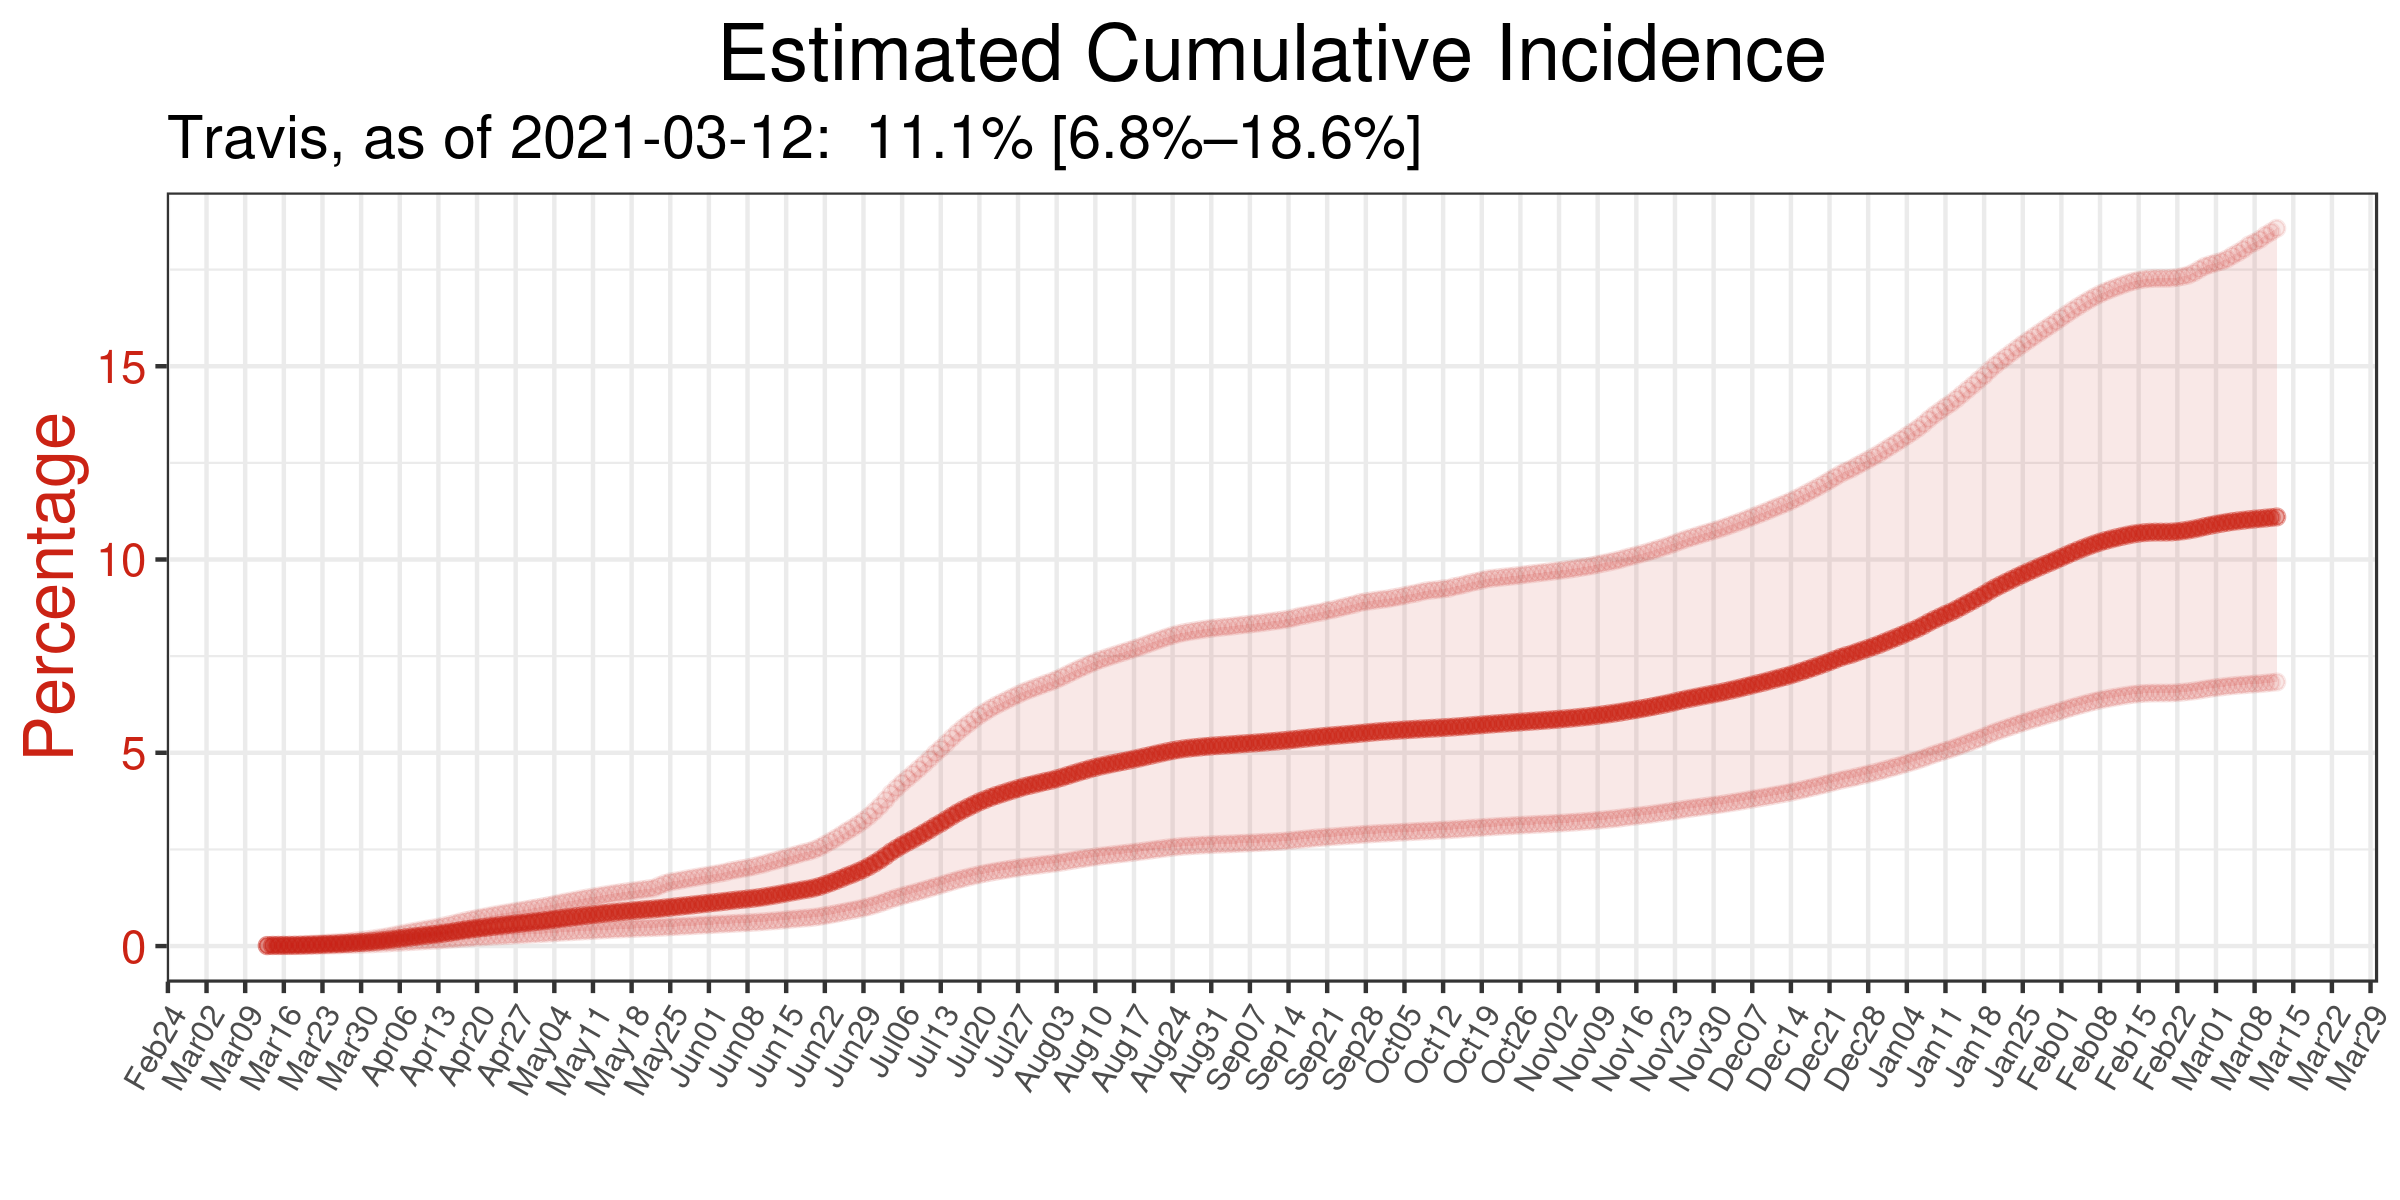 Estimated Cumulative Incidence
Travis, as of 2021-03-12:  11.1% [6.8%–18.6%]
Percentage
15
10
5
0
Feb24
Mar02
Mar09
Mar16
Mar23
Mar30
Apr06
Apr13
Apr20
Apr27
May04
May11
May18
May25
Jun01
Jun08
Jun15
Jun22
Jun29
Jul06
Jul13
Jul20
Jul27
Aug03
Aug10
Aug17
Aug24
Aug31
Sep07
Sep14
Sep21
Sep28
Oct05
Oct12
Oct19
Oct26
Nov02
Nov09
Nov16
Nov23
Nov30
Dec07
Dec14
Dec21
Dec28
Jan04
Jan11
Jan18
Jan25
Feb01
Feb08
Feb15
Feb22
Mar01
Mar08
Mar15
Mar22
Mar29